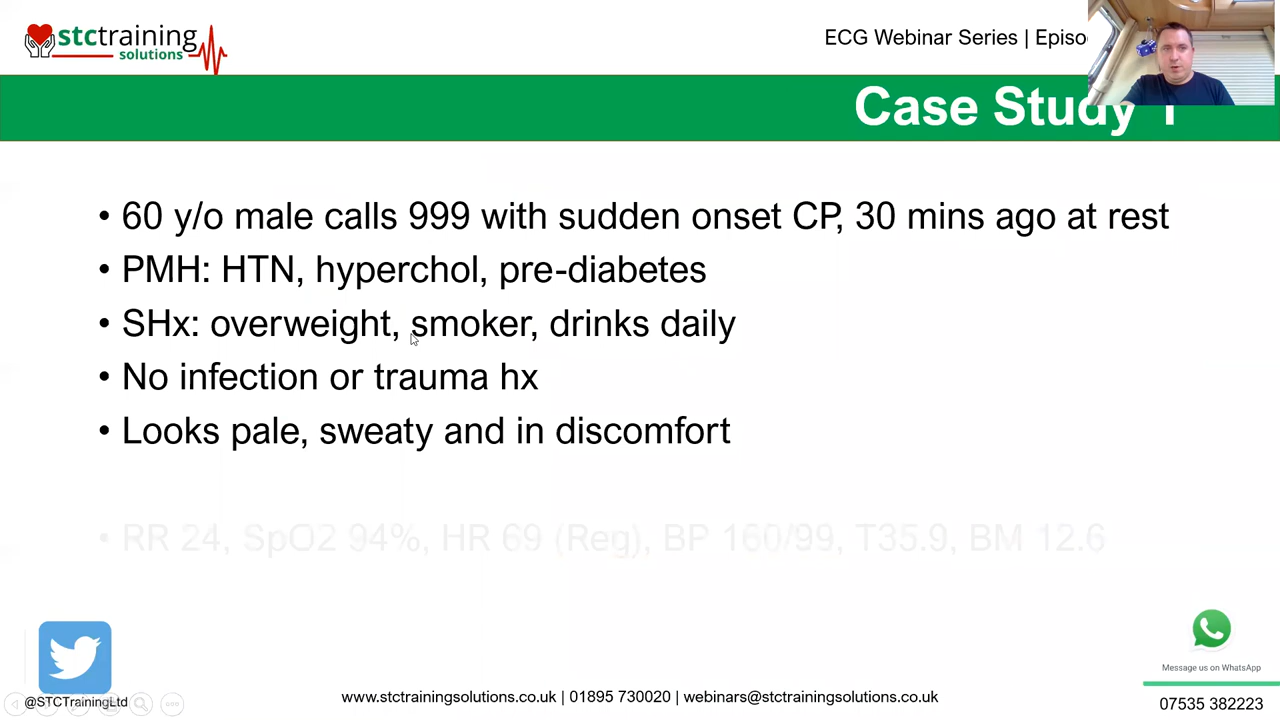 stctraining
solutions
ECG Webinar Series | Episo
Case Study 1
• 60 y/o male calls 999 with sudden onset CP, 30 mins ago at rest
• PMH: HTN, hyperchol, pre-diabetes
• SHx: overweight, smoker, drinks daily
• No infection or trauma hx
• Looks pale, sweaty and in discomfort
• RR 24, SpO2 94%, HR 69 (Reg), BP 160/99, T35.9, BM 12.6
Message us on WhatsApp
@STCTrainingLtd
www.stctrainingsolutions.co.uk | 01895 730020 | webinars@stctrainingsolutions.co.uk
07535 382223